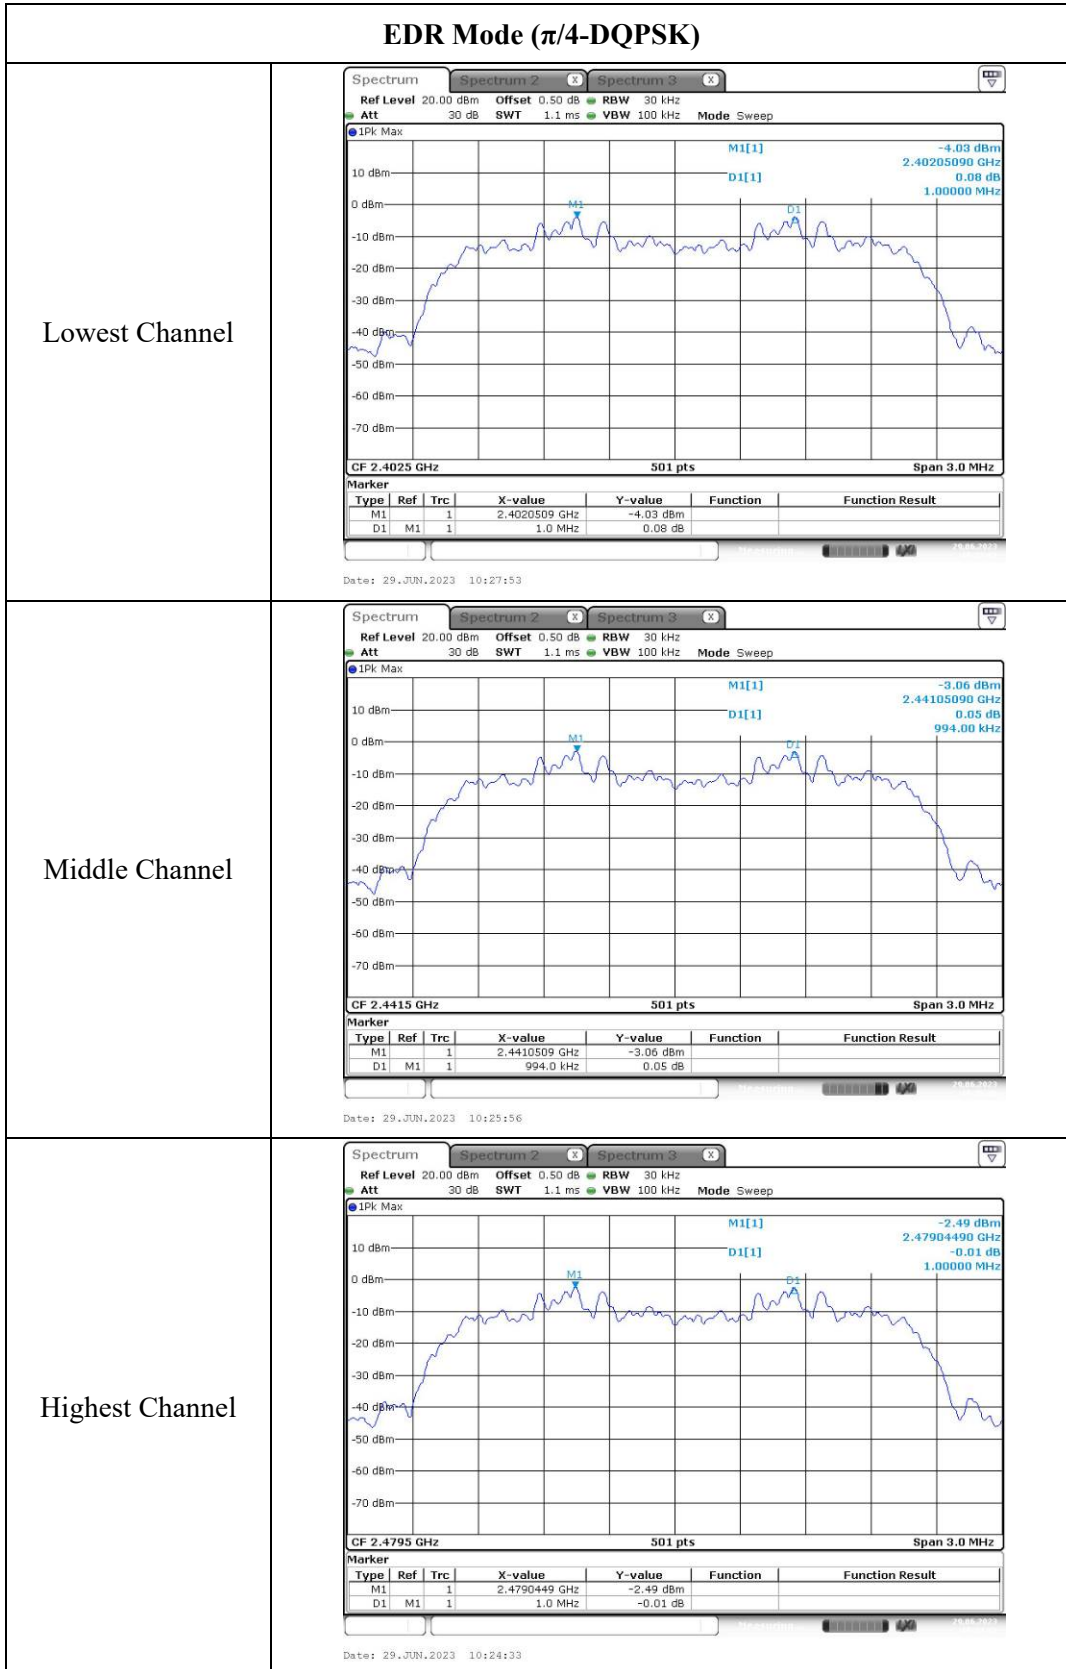 EDR Mode (π/4-DQPSK)
Lowest Channel
Spectrum Spectrum 2 X Spectrum 3 X
Ref Level 20.00 dBm Offset 0.50 dB RBW 30 kHz
Att 30 dB SWT 1.1 ms VBW 100 kHz Mode Sweep
1Pk Max
M1[1] -4.03 dBm
2.40205090 GHz
10 dBm
D1[1] 0.08 dB
1.00000 MHz
0 dBm
M1
D1
-10 dBm
-20 dBm
-30 dBm
-40 dBm
-50 dBm
-60 dBm
-70 dBm
CF 2.4025 GHz 501 pts Span 3.0 MHz
Marker
Type Ref Trc X-value Y-value Function Function Result
M1 1 2.4020509 GHz -4.03 dBm
D1 M1 1 1.0 MHz 0.08 dB
Date: 29.JUN.2023 10:27:53
Middle Channel
Spectrum Spectrum 2 X Spectrum 3 X
Ref Level 20.00 dBm Offset 0.50 dB RBW 30 kHz
Att 30 dB SWT 1.1 ms VBW 100 kHz Mode Sweep
1Pk Max
M1[1] -3.06 dBm
2.44105090 GHz
10 dBm
D1[1] 0.05 dB
994.00 kHz
0 dBm
M1
D1
-10 dBm
-20 dBm
-30 dBm
-40 dBm
-50 dBm
-60 dBm
-70 dBm
CF 2.4415 GHz 501 pts Span 3.0 MHz
Marker
Type Ref Trc X-value Y-value Function Function Result
M1 1 2.4410509 GHz -3.06 dBm
D1 M1 1 994.0 kHz 0.05 dB
Date: 29.JUN.2023 10:25:56
Highest Channel
Spectrum Spectrum 2 X Spectrum 3 X
Ref Level 20.00 dBm Offset 0.50 dB RBW 30 kHz
Att 30 dB SWT 1.1 ms VBW 100 kHz Mode Sweep
1Pk Max
M1[1] -2.49 dBm
2.47904490 GHz
10 dBm
D1[1] -0.01 dB
1.00000 MHz
0 dBm
M1
D1
-10 dBm
-20 dBm
-30 dBm
-40 dBm
-50 dBm
-60 dBm
-70 dBm
CF 2.4795 GHz 501 pts Span 3.0 MHz
Marker
Type Ref Trc X-value Y-value Function Function Result
M1 1 2.4790449 GHz -2.49 dBm
D1 M1 1 1.0 MHz -0.01 dB
Date: 29.JUN.2023 10:24:33